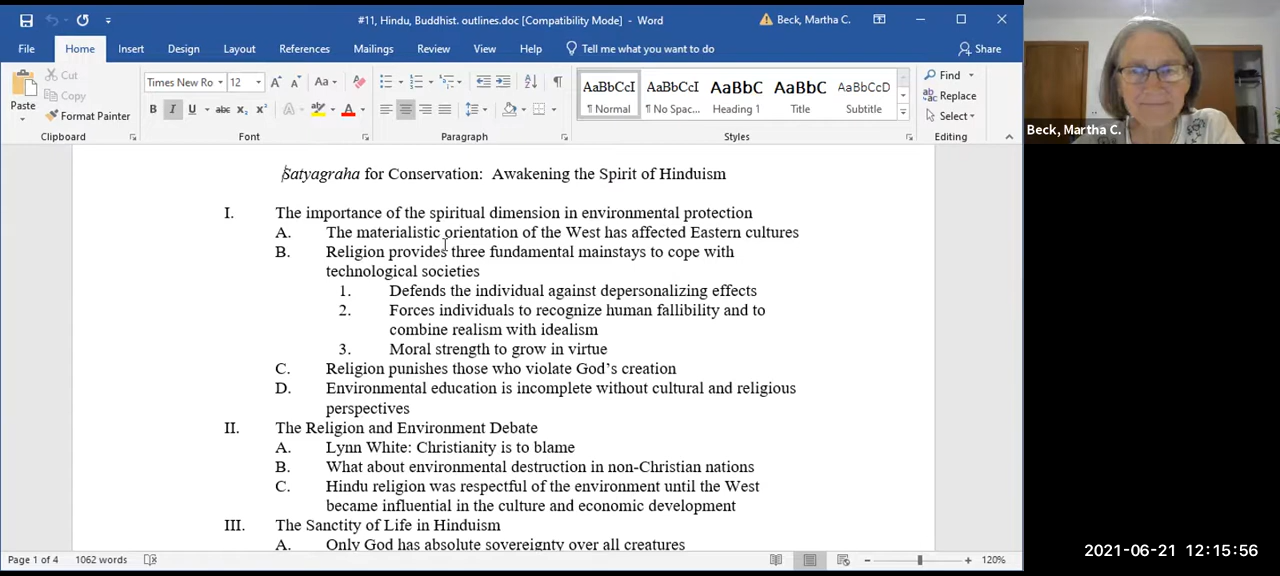 #11, Hindu, Buddhist. outlines.doc [Compatibility Mode] - Word
Beck, Martha C.
File Home Insert Design Layout References Mailings Review View Help Tell me what you want to do Share
Paste
Cut
Copy
Format Painter
Clipboard
Times New Ro 12
Font
Paragraph
AaBbCcI AaBbCcI AaBbC AaBbC AaBbCcD
¶ Normal ¶ No Spac... Heading 1 Title Subtitle
Styles
Find
Replace
Select
Editing
Beck, Martha C.
Satyagraha for Conservation: Awakening the Spirit of Hinduism
I. The importance of the spiritual dimension in environmental protection
A. The materialistic orientation of the West has affected Eastern cultures
B. Religion provides three fundamental mainstays to cope with
technological societies
1. Defends the individual against depersonalizing effects
2. Forces individuals to recognize human fallibility and to
combine realism with idealism
3. Moral strength to grow in virtue
C. Religion punishes those who violate God's creation
D. Environmental education is incomplete without cultural and religious
perspectives
II. The Religion and Environment Debate
A. Lynn White: Christianity is to blame
B. What about environmental destruction in non-Christian nations
C. Hindu religion was respectful of the environment until the West
became influential in the culture and economic development
III. The Sanctity of Life in Hinduism
A. Only God has absolute sovereignty over all creatures
Page 1 of 4 1062 words 120%
2021-06-21 12:15:56